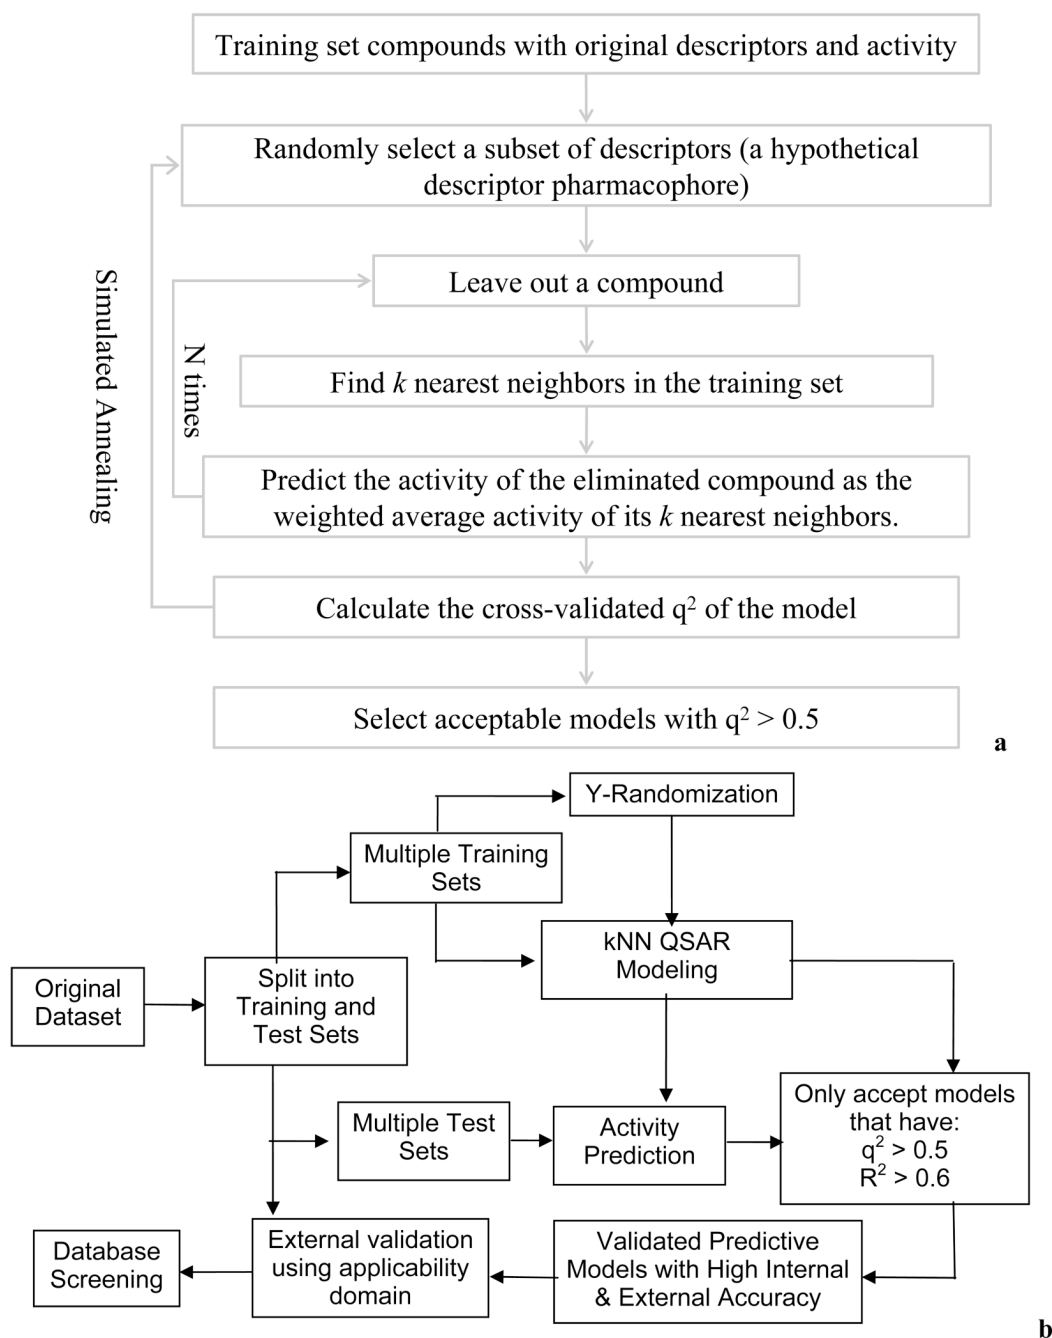 Training set compounds with original descriptors and activity
Randomly select a subset of descriptors (a hypothetical
descriptor pharmacophore)
Leave out a compound
Find k nearest neighbors in the training set
Predict the activity of the eliminated compound as the
weighted average activity of its k nearest neighbors.
Calculate the cross-validated q² of the model
Select acceptable models with q² > 0.5
Simulated Annealing
N times
a
Y-Randomization
Multiple Training
Sets
kNN QSAR
Modeling
Original
Dataset
Split into
Training and
Test Sets
Multiple Test
Sets
Activity
Prediction
Only accept models
that have:
q² > 0.5
R² > 0.6
Database
Screening
External validation
using applicability
domain
Validated Predictive
Models with High Internal
& External Accuracy
b